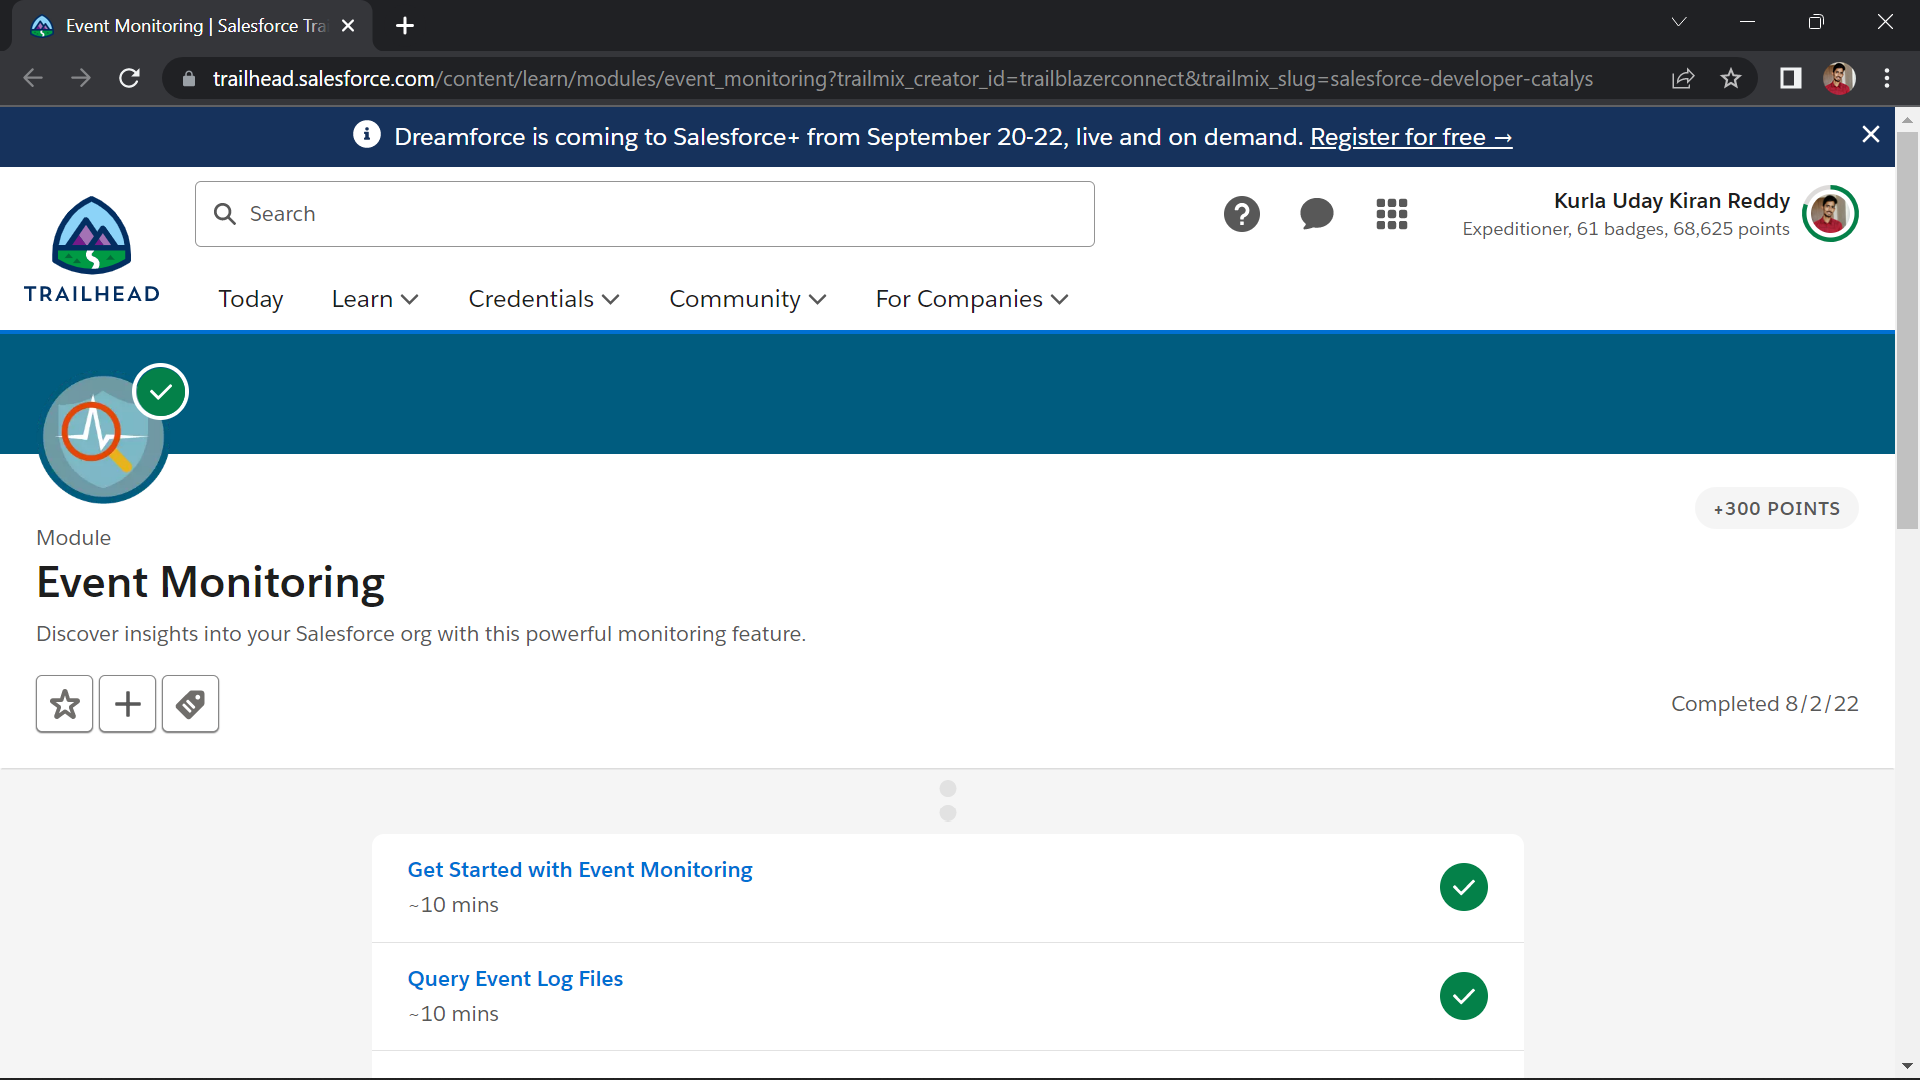 Event Monitoring | Salesforce Tra
trailhead.salesforce.com/content/learn/modules/event_monitoring?trailmix_creator_id=trailblazerconnect&trailmix_slug=salesforce-developer-catalys
Dreamforce is coming to Salesforce+ from September 20-22, live and on demand. Register for free →
Search
Kurla Uday Kiran Reddy
Expeditioner, 61 badges, 68,625 points
TRAILHEAD
Today Learn Credentials Community For Companies
+300 POINTS
Module
Event Monitoring
Discover insights into your Salesforce org with this powerful monitoring feature.
Completed 8/2/22
Get Started with Event Monitoring
~10 mins
Query Event Log Files
~10 mins